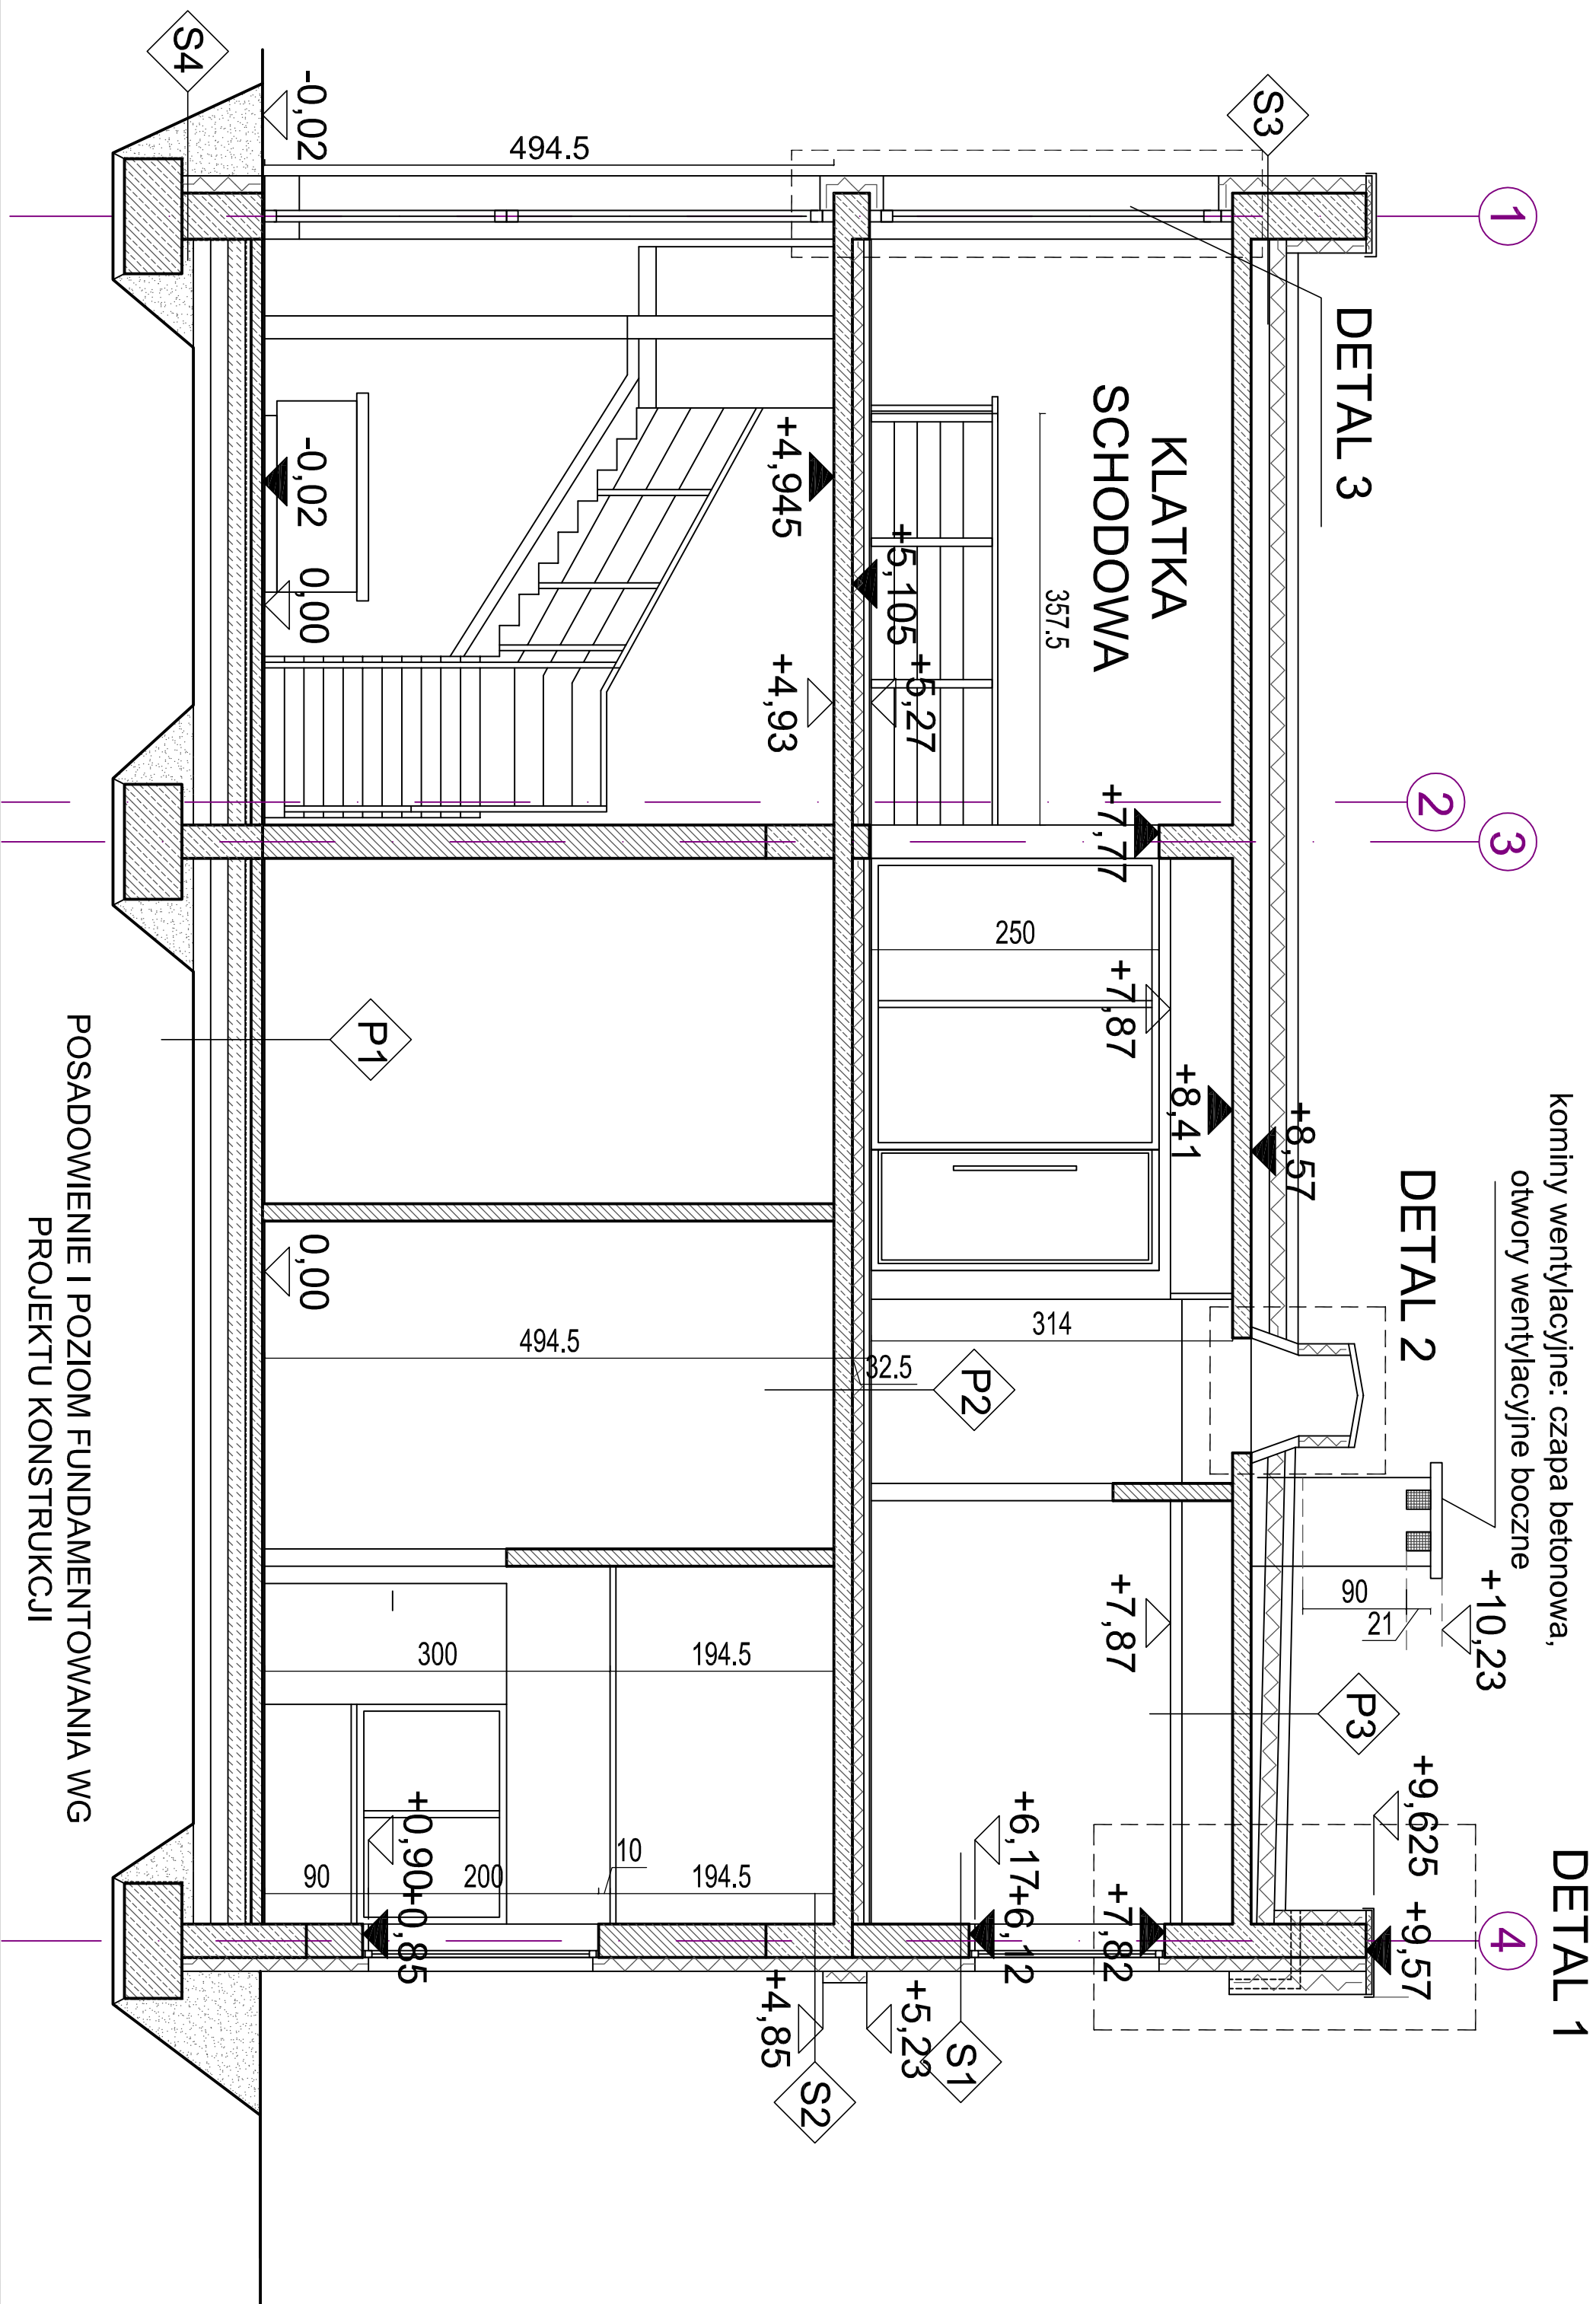 kominy wentylacyjne: czapa betonowa,
otwory wentylacyjne boczne
DETAL 1
DETAL 2
DETAL 3
1
2
3
4
S3
+10,23
+9,625
+9,57
90
21
P3
+8,57
+8,41
KLATKA
SCHODOWA
357.5
+7,77
250
+7,87
314
+7,87
+7,82
+6,17
+6,12
S1
+5,23
+5,27
+5,105
P2
32.5
+4,945
+4,93
+4,85
S2
494.5
494.5
194.5
300
194.5
10
200
90
+0,90
+0,85
P1
-0,02
-0,02
0,00
0,00
S4
POSADOWIENIE I POZIOM FUNDAMENTOWANIA WG
PROJEKTU KONSTRUKCJI